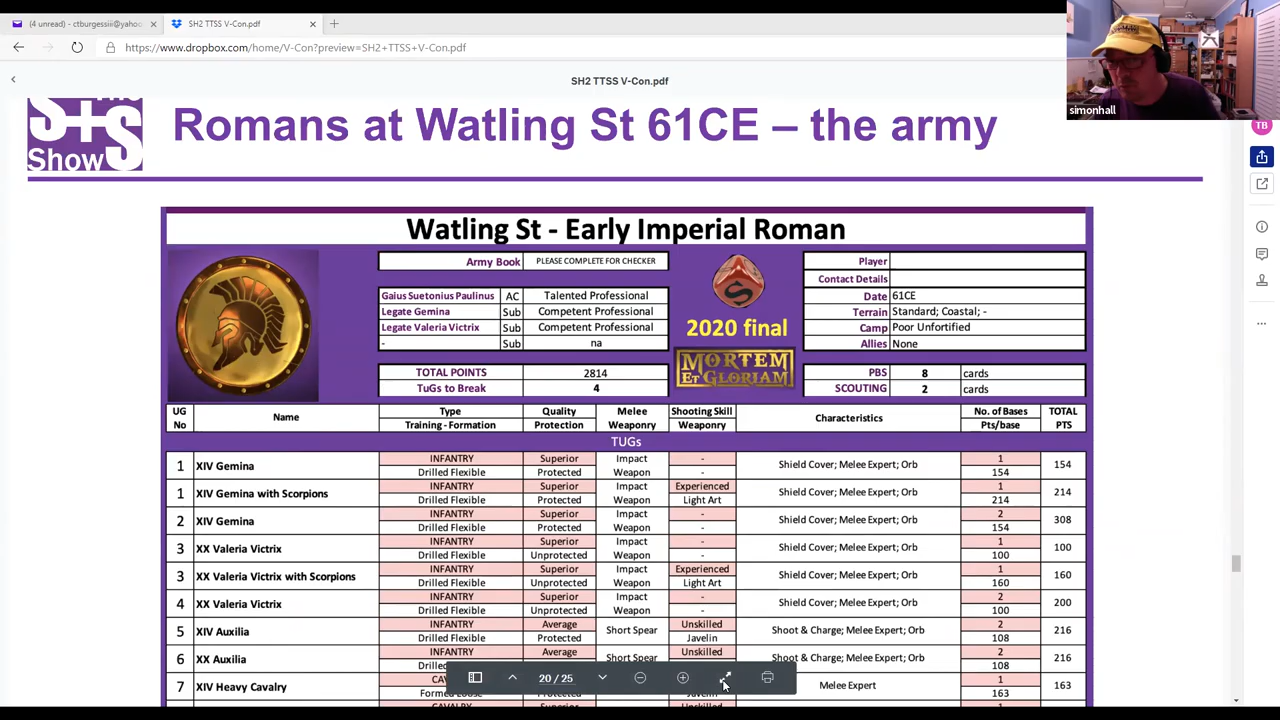 (4 unread) - ctburgessiii@yahoo
SH2 TTSS V-Con.pdf
https://www.dropbox.com/home/V-Con?preview=SH2+TTSS+V-Con.pdf
simonhall
SH2 TTSS V-Con.pdf
TB
The
S+S
Show
Romans at Watling St 61CE – the army
Watling St - Early Imperial Roman
Army Book PLEASE COMPLETE FOR CHECKER
Gaius Suetonius Paulinus AC Talented Professional
Legate Gemina Sub Competent Professional
Legate Valeria Victrix Sub Competent Professional
- Sub na
TOTAL POINTS 2814
TuGs to Break 4
S
2020 final
MORTEM
ET GLORIAM
Player
Contact Details
Date 61CE
Terrain Standard; Coastal; -
Camp Poor Unfortified
Allies None
PBS 8 cards
SCOUTING 2 cards
UG Name Type Quality Melee Shooting Skill Characteristics No. of Bases TOTAL
No Training - Formation Protection Weaponry Weaponry Pts/base PTS
TUGs
1 XIV Gemina INFANTRY Superior Impact - Shield Cover; Melee Expert; Orb 1 154
Drilled Flexible Protected Weapon - 154
1 XIV Gemina with Scorpions INFANTRY Superior Impact Experienced Shield Cover; Melee Expert; Orb 1 214
Drilled Flexible Protected Weapon Light Art 214
2 XIV Gemina INFANTRY Superior Impact - Shield Cover; Melee Expert; Orb 2 308
Drilled Flexible Protected Weapon - 154
3 XX Valeria Victrix INFANTRY Superior Impact - Shield Cover; Melee Expert; Orb 1 100
Drilled Flexible Unprotected Weapon - 100
3 XX Valeria Victrix with Scorpions INFANTRY Superior Impact Experienced Shield Cover; Melee Expert; Orb 1 160
Drilled Flexible Unprotected Weapon Light Art 160
4 XX Valeria Victrix INFANTRY Superior Impact - Shield Cover; Melee Expert; Orb 2 200
Drilled Flexible Unprotected Weapon - 100
5 XIV Auxilia INFANTRY Average Short Spear Unskilled Shoot & Charge; Melee Expert; Orb 2 216
Drilled Flexible Protected Javelin 108
6 XX Auxilia INFANTRY Average Short Spear Unskilled Shoot & Charge; Melee Expert; Orb 2 216
108
7 XIV Heavy Cavalry Melee Expert 1 163
Formed Loose 163
20 / 25